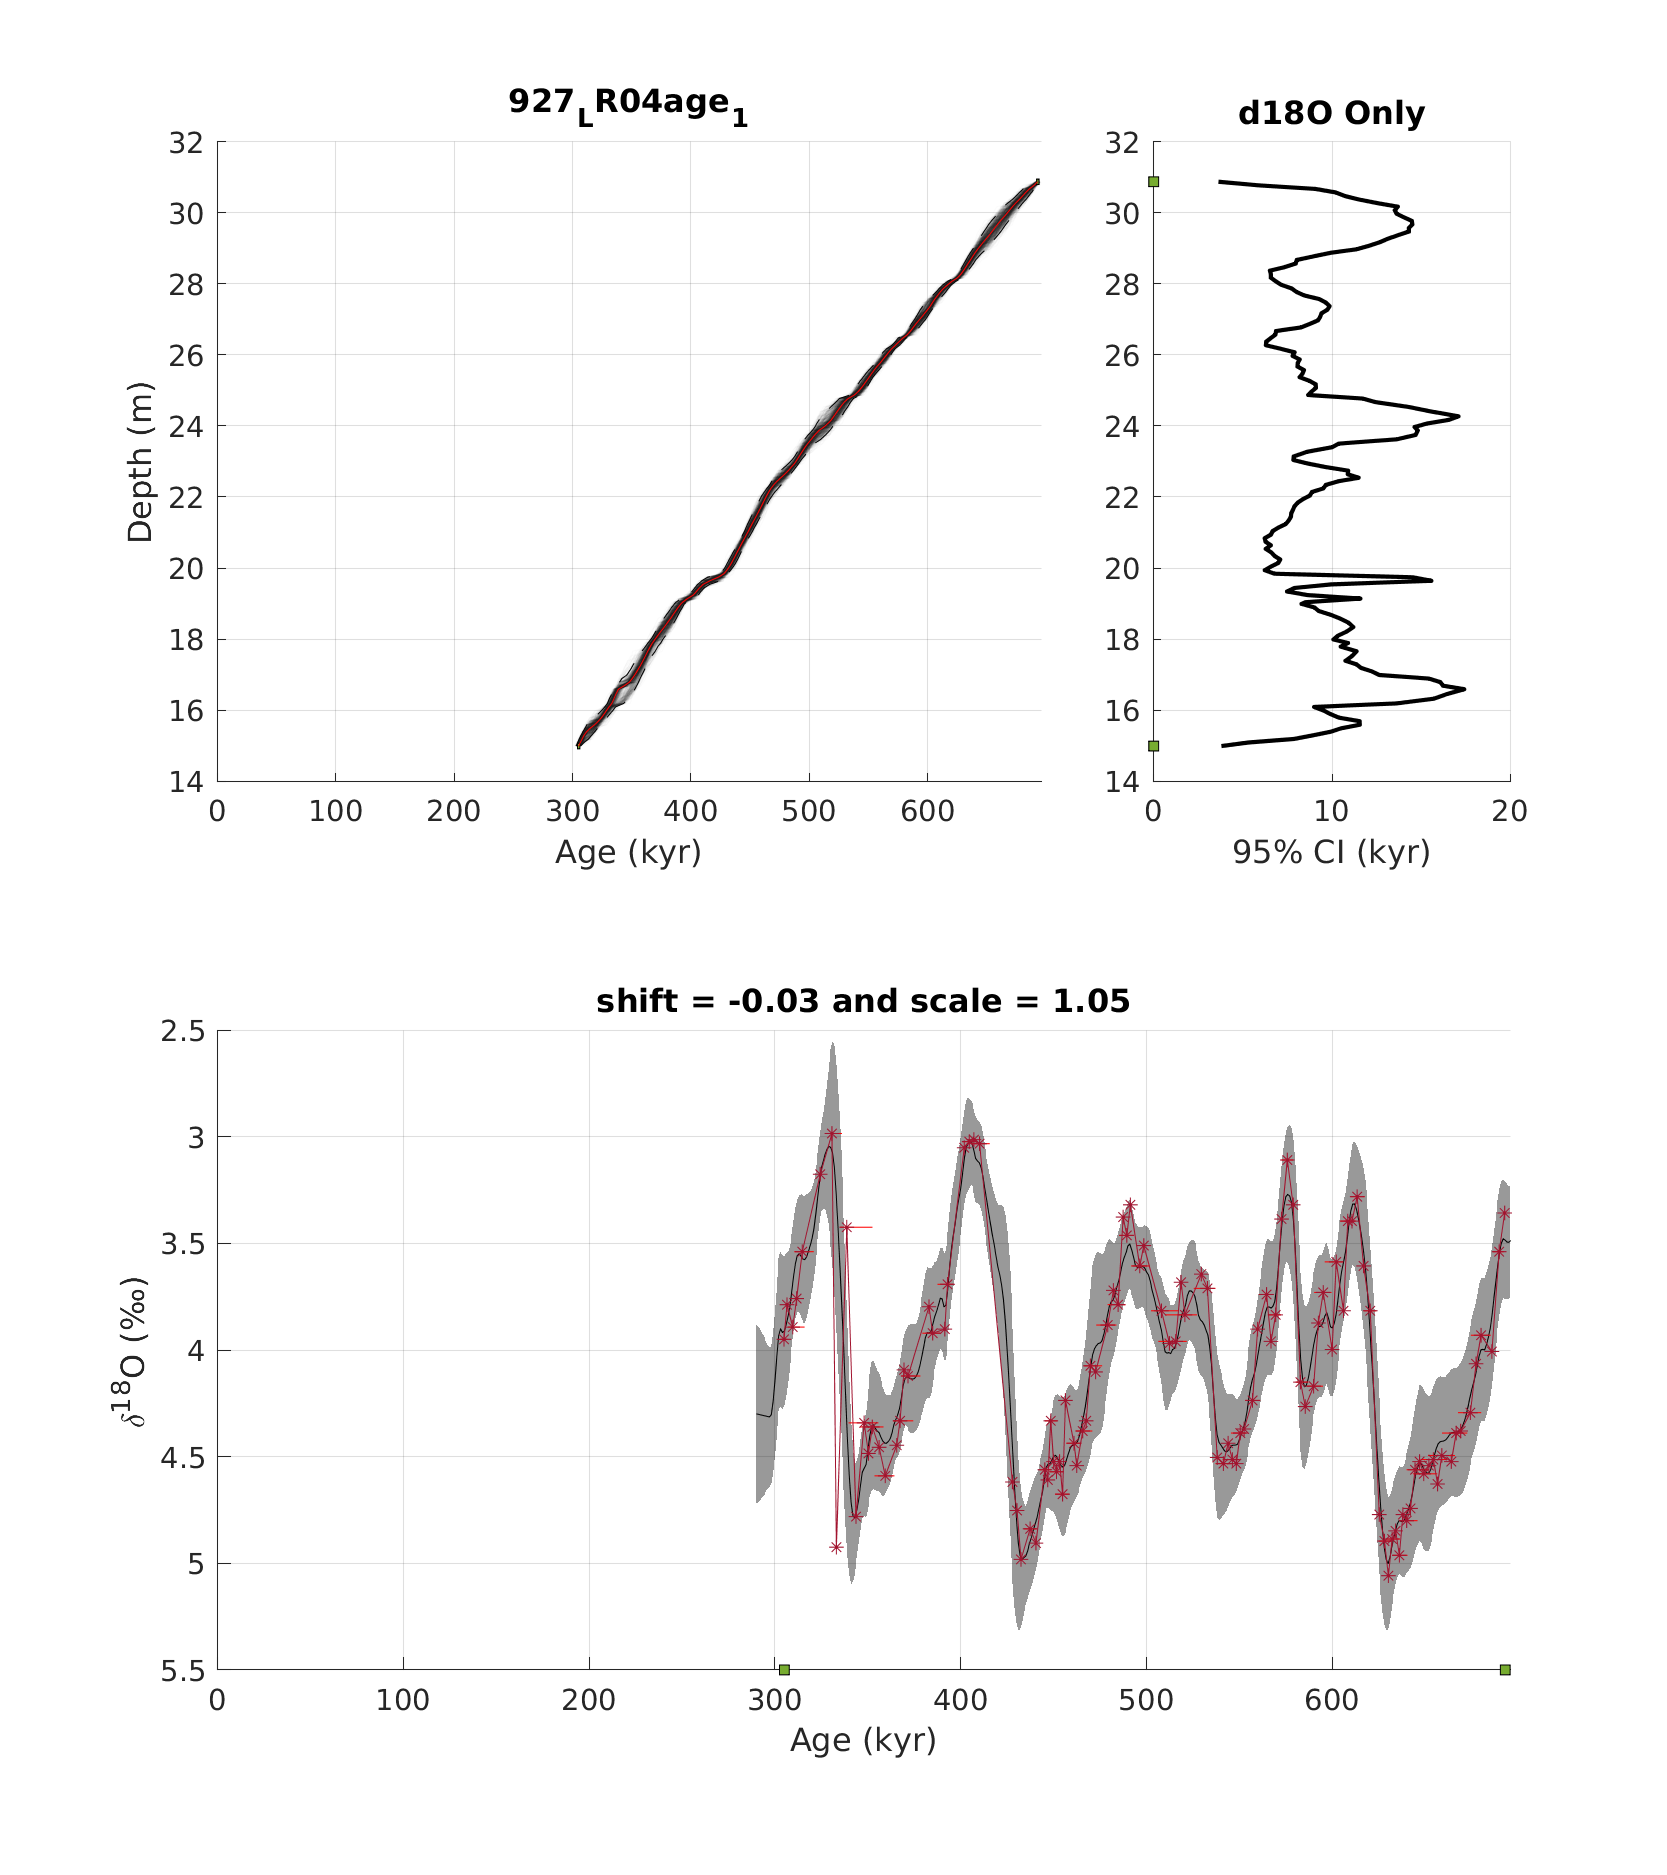 927_LR04age_1
32
30
28
26
24
22
20
18
16
14
Depth (m)
0 100 200 300 400 500 600
Age (kyr)
d18O Only
32
30
28
26
24
22
20
18
16
14
0 10 20
95% CI (kyr)
shift = -0.03 and scale = 1.05
2.5
3
3.5
4
4.5
5
5.5
δ¹⁸O (‰)
0 100 200 300 400 500 600
Age (kyr)